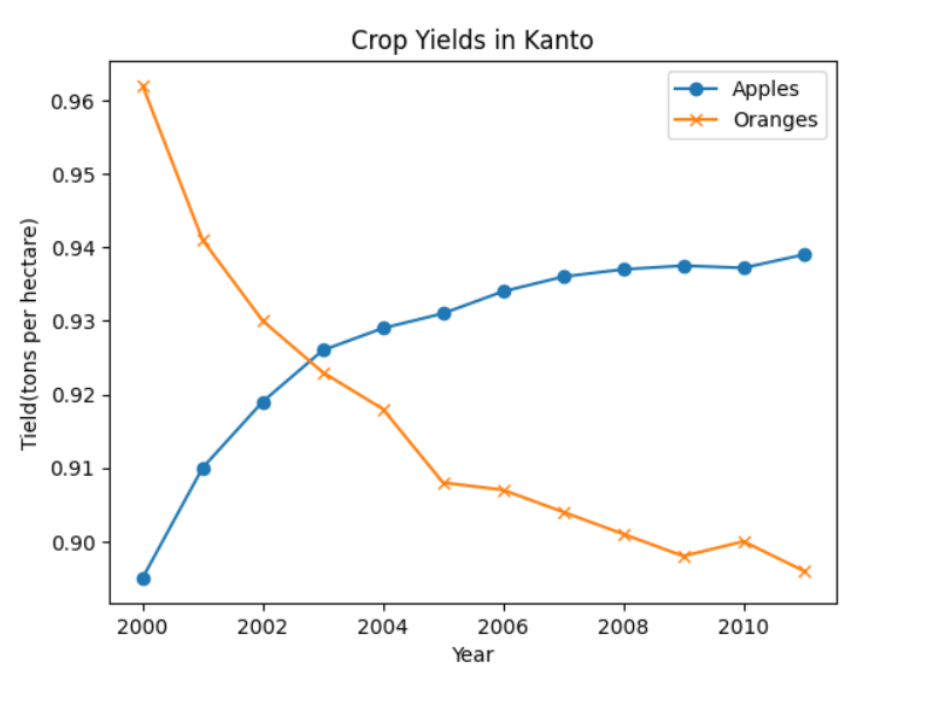 Crop Yields in Kanto
Apples
Oranges
Tield(tons per hectare)
0.96
0.95
0.94
0.93
0.92
0.91
0.90
2000 2002 2004 2006 2008 2010
Year